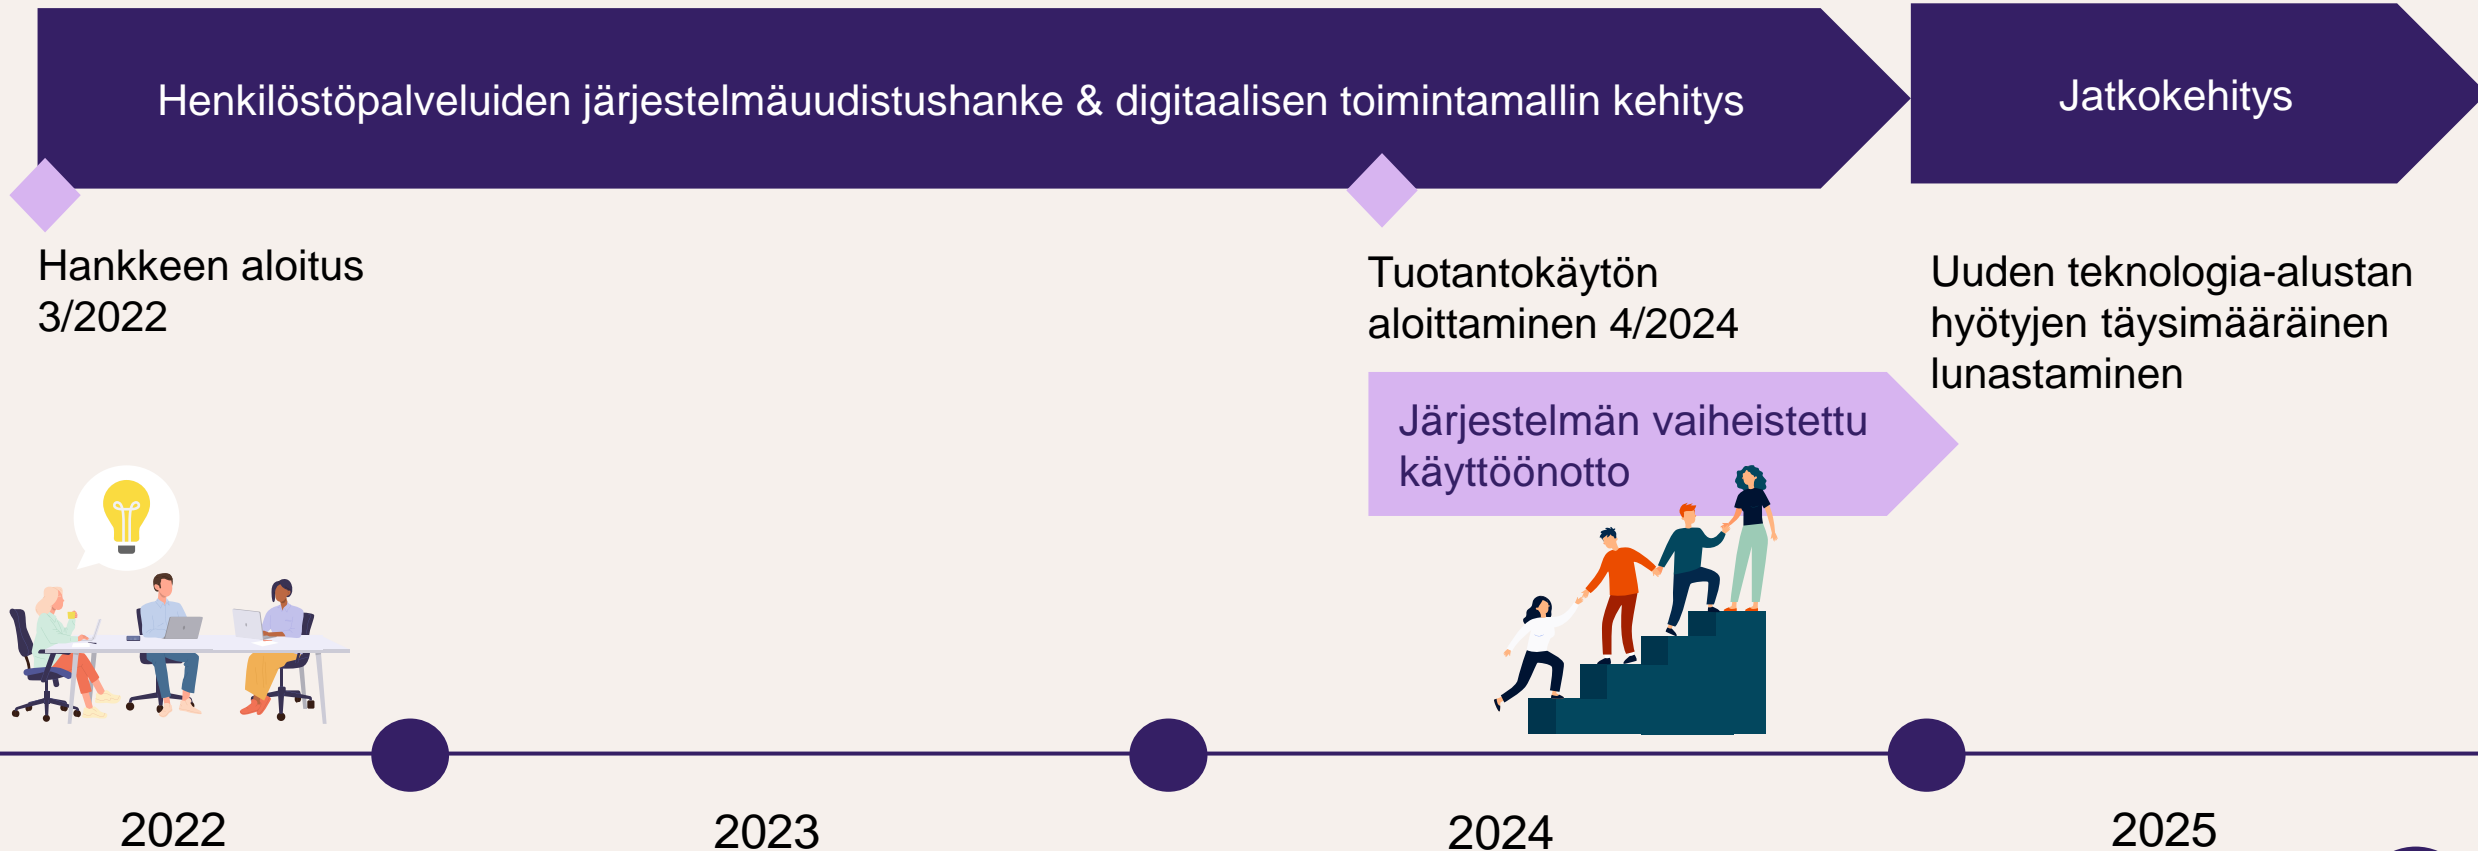 Henkilöstöpalveluiden järjestelmäuudistushanke & digitaalisen toimintamallin kehitys
Jatkokehitys
Hankkeen aloitus
3/2022
Tuotantokäytön
aloittaminen 4/2024
Uuden teknologia-alustan
hyötyjen täysimääräinen
lunastaminen
Järjestelmän vaiheistettu
käyttöönotto
2022
2023
2024
2025